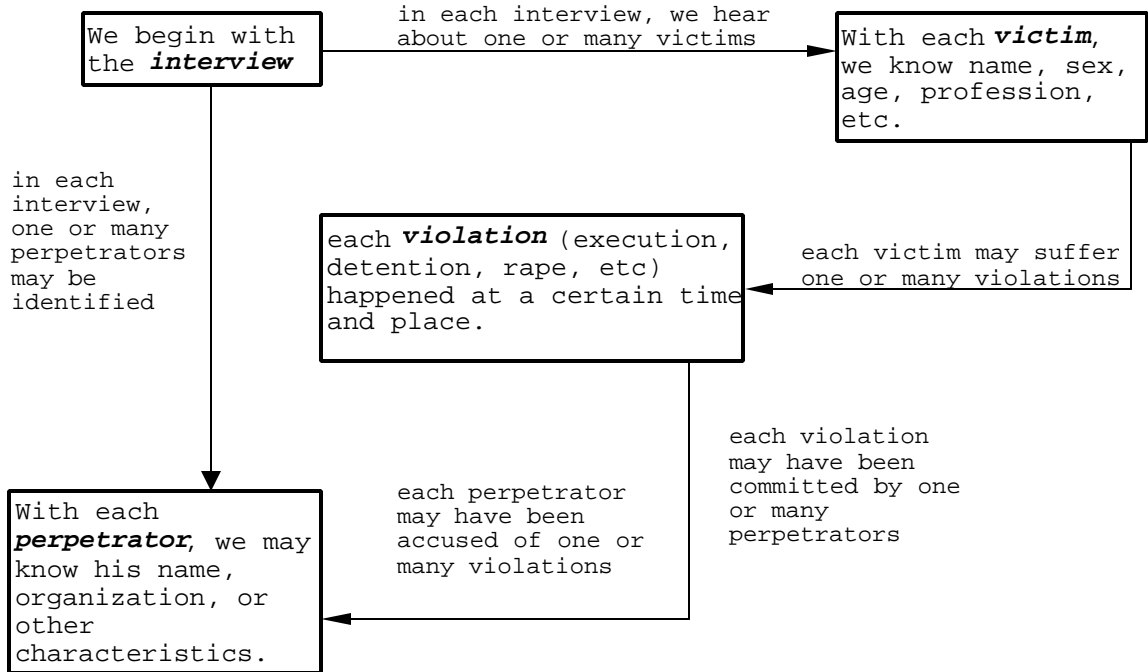 We begin with
the interview
in each interview, we hear
about one or many victims
With each victim,
we know name, sex,
age, profession,
etc.
in each
interview,
one or many
perpetrators
may be
identified
each violation (execution,
detention, rape, etc)
happened at a certain time
and place.
each victim may suffer
one or many violations
each violation
may have been
committed by one
or many
perpetrators
each perpetrator
may have been
accused of one or
many violations
With each
perpetrator, we may
know his name,
organization, or
other
characteristics.